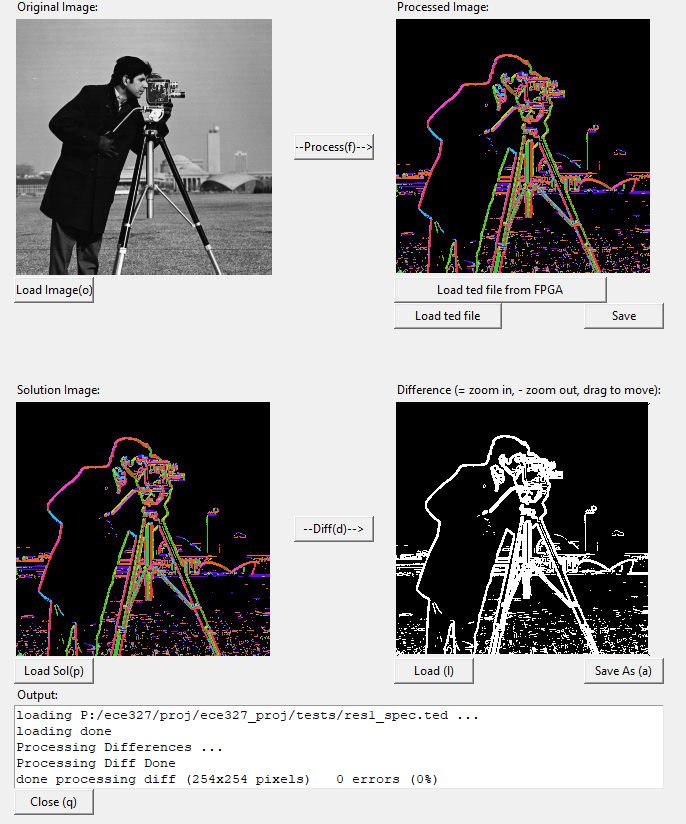 Original Image:
Processed Image:
--Process(f)-->
Load Image(o)
Load ted file from FPGA
Load ted file
Save
Solution Image:
Difference (= zoom in, - zoom out, drag to move):
--Diff(d)-->
Load Sol(p)
Load (l)
Save As (a)
Output:
loading P:/ece327/proj/ece327_proj/tests/res1_spec.ted ...
loading done
Processing Differences ...
Processing Diff Done
done processing diff (254x254 pixels)   0 errors (0%)
Close (q)